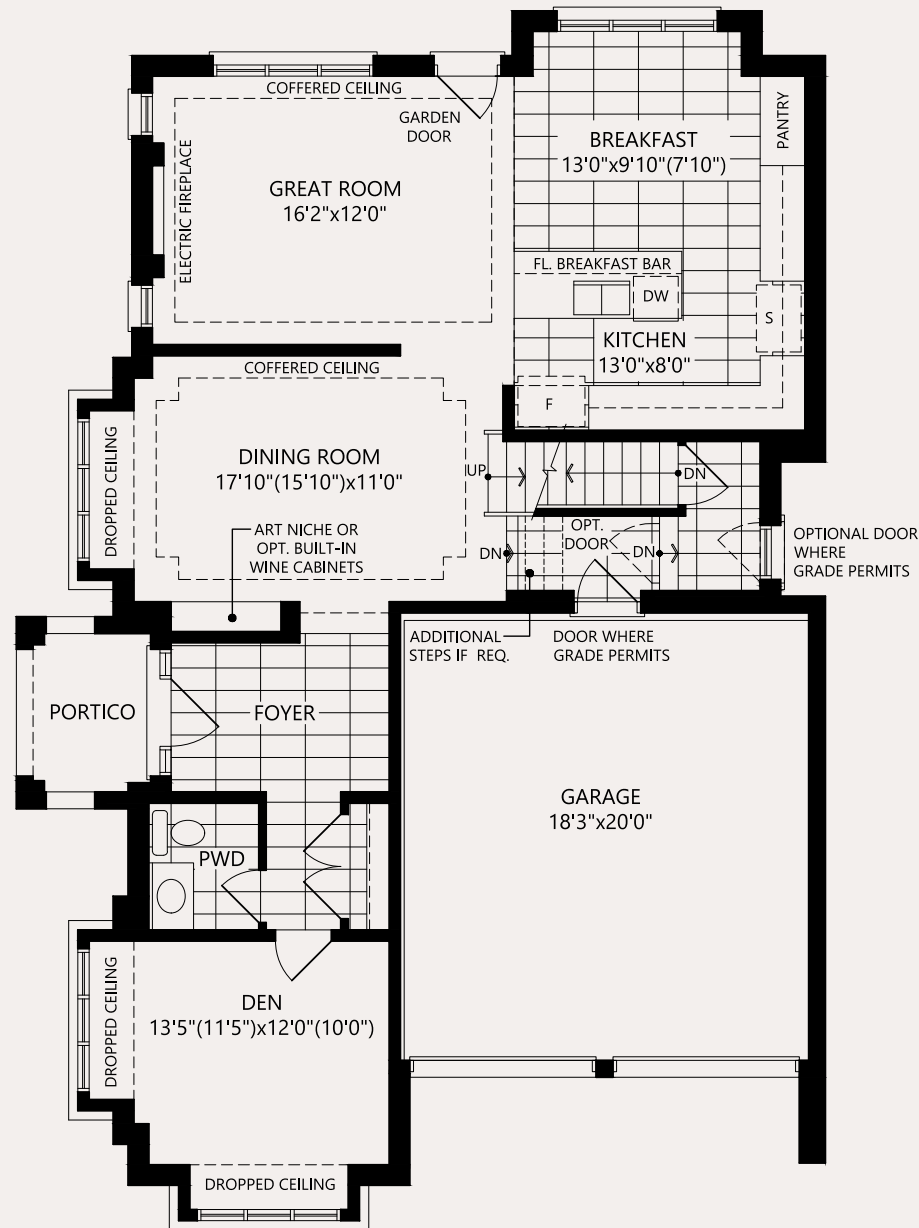 COFFERED CEILING
GARDEN
DOOR
GREAT ROOM
16'2"x12'0"
ELECTRIC FIREPLACE
BREAKFAST
13'0"x9'10"(7'10")
PANTRY
FL. BREAKFAST BAR
DW
S
KITCHEN
13'0"x8'0"
F
COFFERED CEILING
DINING ROOM
17'10"(15'10")x11'0"
DROPPED CEILING
ART NICHE OR
OPT. BUILT-IN
WINE CABINETS
UP
DN
OPT.
DOOR
DN
DN
OPTIONAL DOOR
WHERE
GRADE PERMITS
ADDITIONAL
STEPS IF REQ.
DOOR WHERE
GRADE PERMITS
PORTICO
FOYER
GARAGE
18'3"x20'0"
PWD
DROPPED CEILING
DEN
13'5"(11'5")x12'0"(10'0")
DROPPED CEILING